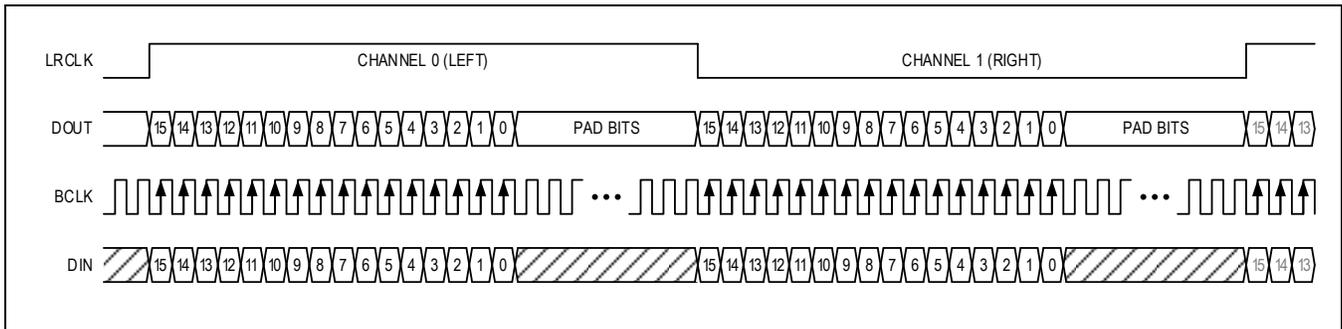 LRCLK CHANNEL 0 (LEFT) CHANNEL 1 (RIGHT)
DOUT 15 14 13 12 11 10 9 8 7 6 5 4 3 2 1 0 PAD BITS 15 14 13 12 11 10 9 8 7 6 5 4 3 2 1 0 PAD BITS 15 14 13
BCLK
DIN 15 14 13 12 11 10 9 8 7 6 5 4 3 2 1 0 15 14 13 12 11 10 9 8 7 6 5 4 3 2 1 0 15 14 13